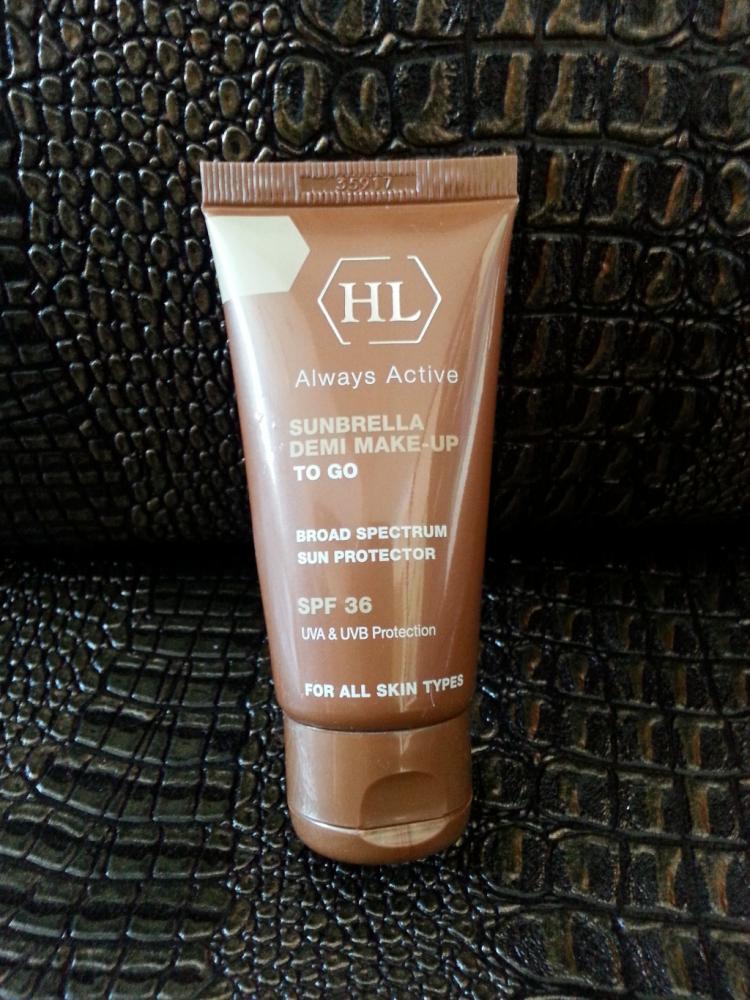 35917
HL
Always Active
SUNBRELLA
DEMI MAKE-UP
TO GO
BROAD SPECTRUM
SUN PROTECTOR
SPF 36
UVA & UVB Protection
FOR ALL SKIN TYPES